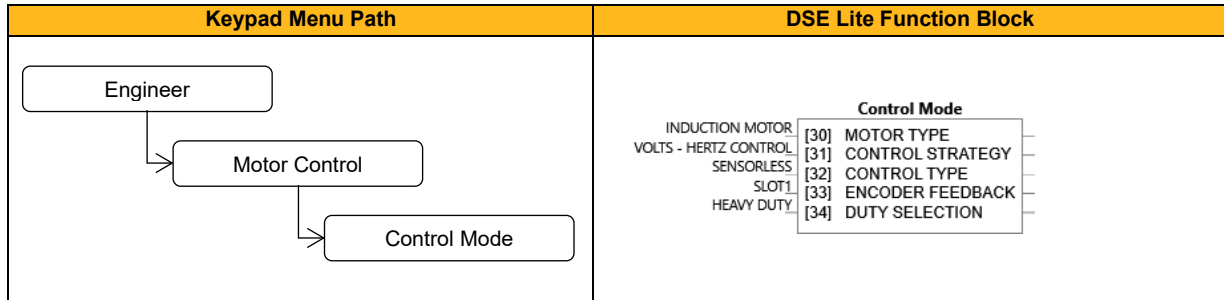 Keypad Menu Path
DSE Lite Function Block
Engineer
Motor Control
Control Mode
Control Mode
INDUCTION MOTOR [30] MOTOR TYPE
VOLTS - HERTZ CONTROL [31] CONTROL STRATEGY
SENSORLESS [32] CONTROL TYPE
SLOT1 [33] ENCODER FEEDBACK
HEAVY DUTY [34] DUTY SELECTION